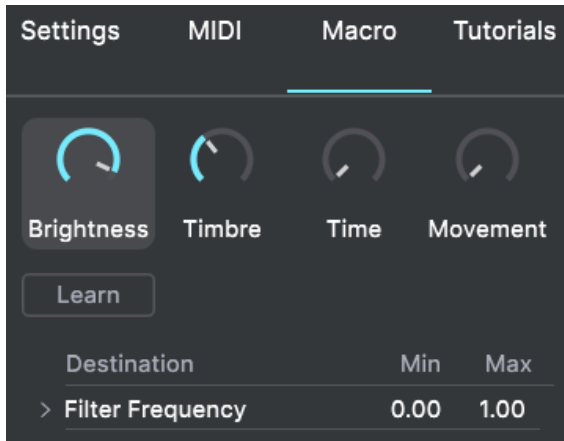 Settings MIDI Macro Tutorials
Brightness Timbre Time Movement
Learn
Destination Min Max
Filter Frequency 0.00 1.00